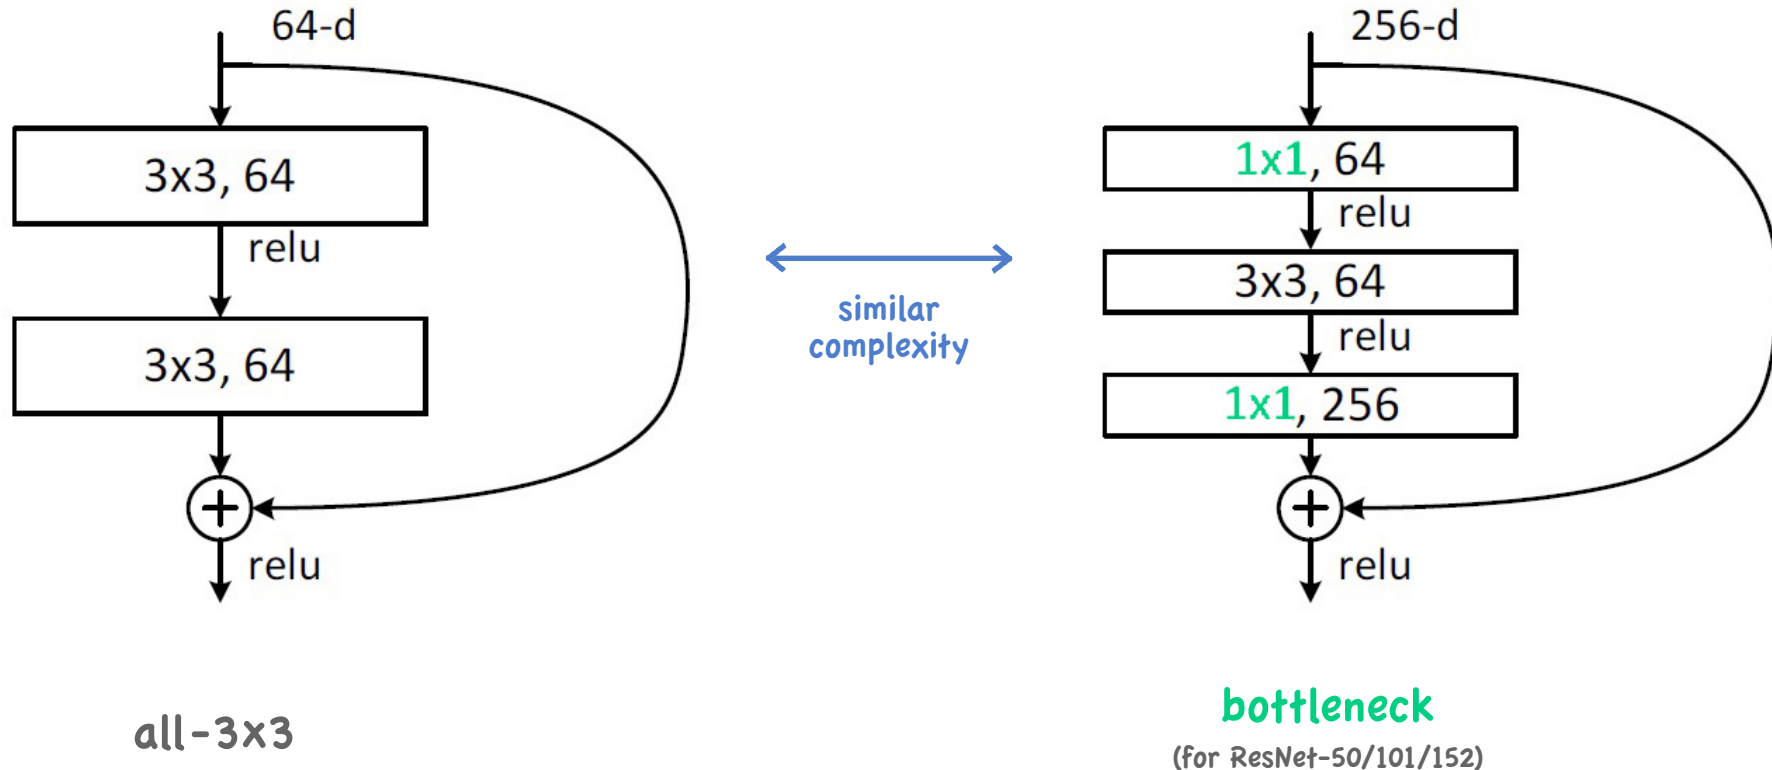 64-d
3x3, 64
relu
3x3, 64
+
relu
all-3x3
similar
complexity
256-d
1x1, 64
relu
3x3, 64
relu
1x1, 256
+
relu
bottleneck
(for ResNet-50/101/152)